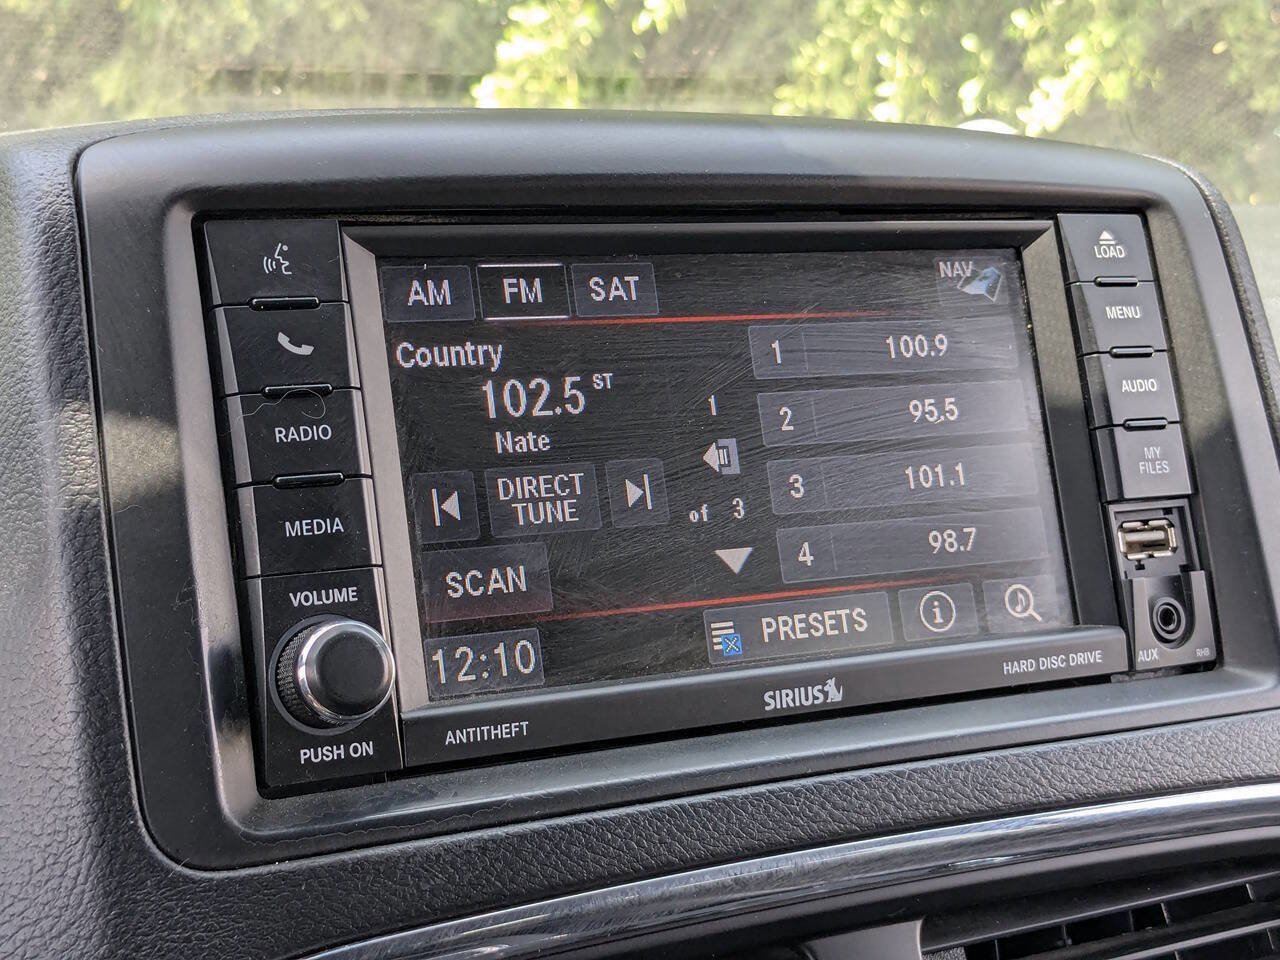 AM FM SAT NAV
Country
102.5 ST
Nate
DIRECT
TUNE
SCAN
12:10
1
of 3
1 100.9
2 95.5
3 101.1
4 98.7
PRESETS
i
RADIO
MEDIA
VOLUME
PUSH ON
ANTITHEFT
SIRIUS
HARD DISC DRIVE
LOAD
MENU
AUDIO
MY
FILES
AUX
RHB